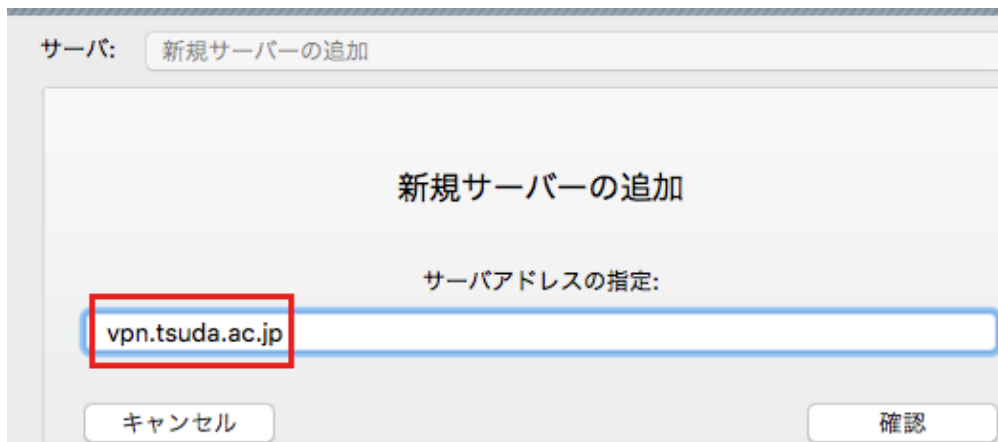 サーバ: 新規サーバーの追加
新規サーバーの追加
サーバアドレスの指定:
vpn.tsuda.ac.jp
キャンセル 確認